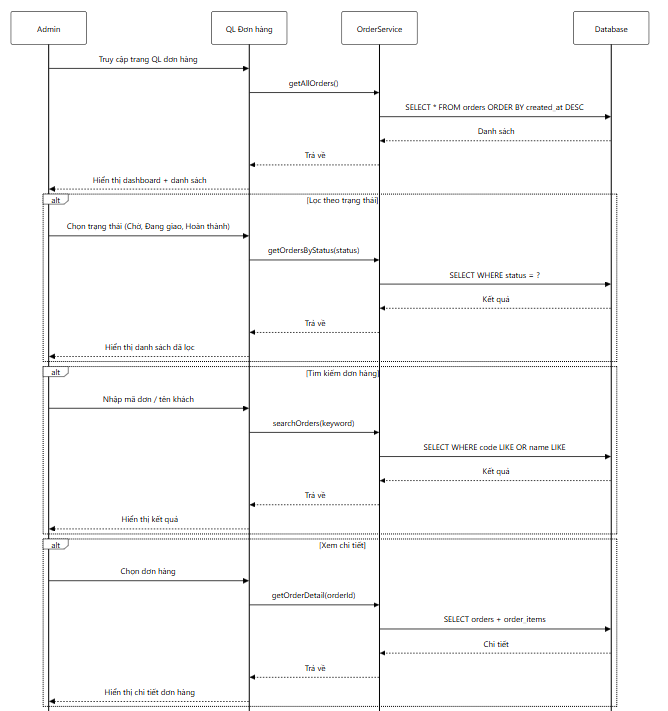 Admin
QL Đơn hàng
OrderService
Database
Truy cập trang QL đơn hàng
getAllOrders()
SELECT * FROM orders ORDER BY created_at DESC
Danh sách
Trả về
Hiển thị dashboard + danh sách
alt
[Lọc theo trạng thái]
Chọn trạng thái (Chờ, Đang giao, Hoàn thành)
getOrdersByStatus(status)
SELECT WHERE status = ?
Kết quả
Trả về
Hiển thị danh sách đã lọc
alt
[Tìm kiếm đơn hàng]
Nhập mã đơn / tên khách
searchOrders(keyword)
SELECT WHERE code LIKE OR name LIKE
Kết quả
Trả về
Hiển thị kết quả
alt
[Xem chi tiết]
Chọn đơn hàng
getOrderDetail(orderId)
SELECT orders + order_items
Chi tiết
Trả về
Hiển thị chi tiết đơn hàng